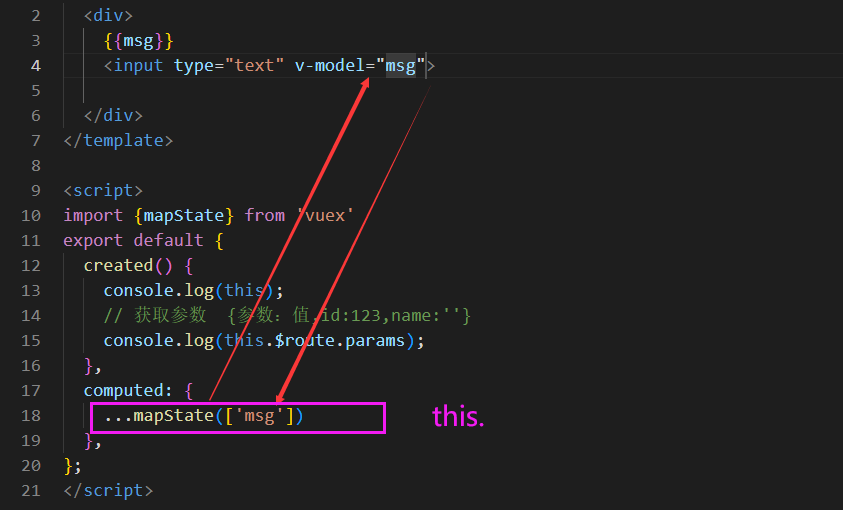 2 <div>
3 {{msg}}
4 <input type="text" v-model="msg">
5
6 </div>
7 </template>
8
9 <script>
10 import {mapState} from 'vuex'
11 export default {
12 created() {
13 console.log(this);
14 // 获取参数 {参数：值,id:123,name:''}
15 console.log(this.$route.params);
16 },
17 computed: {
18 ...mapState(['msg']) this.
19 },
20 };
21 </script>